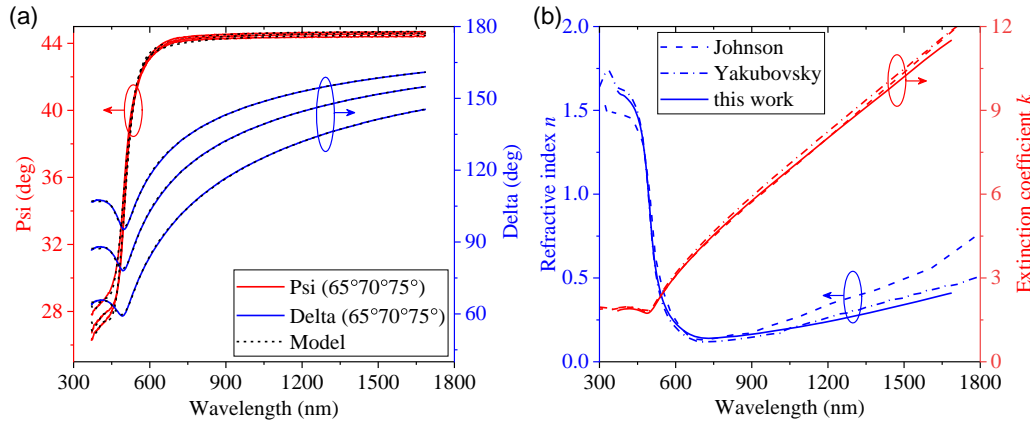 (a)
44
40
36
32
28
Psi (deg)
180
150
120
90
60
Delta (deg)
Psi (65°70°75°)
Delta (65°70°75°)
Model
300 600 900 1200 1500 1800
Wavelength (nm)
(b)
2.0
1.5
1.0
0.5
0.0
Refractive index n
12
9
6
3
0
Extinction coefficient k
Johnson
Yakubovsky
this work
300 600 900 1200 1500 1800
Wavelength (nm)